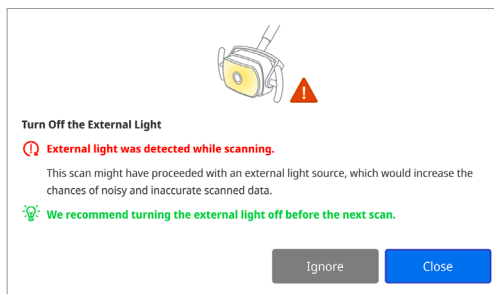 Turn Off the External Light
External light was detected while scanning.
This scan might have proceeded with an external light source, which would increase the
chances of noisy and inaccurate scanned data.
We recommend turning the external light off before the next scan.
Ignore
Close